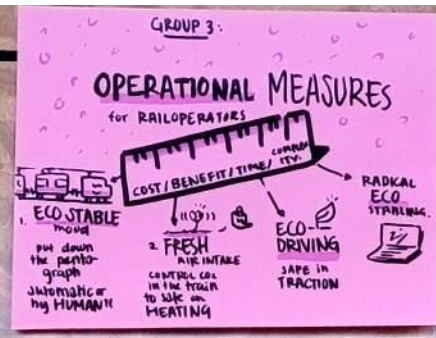 GROUP 3:
OPERATIONAL MEASURES
for RAILOPERATORS
COST/BENEFIT/TIME/COMPLEXITY.
1. ECO STABLE
mood
put down
the panto-
graph
automatic or
by HUMAN"
2. FRESH
AIR INTAKE
CONTROL CO2
in the train
to safe on
HEATING
ECO-
DRIVING
SAFE in
TRACTION
RADICAL
ECO